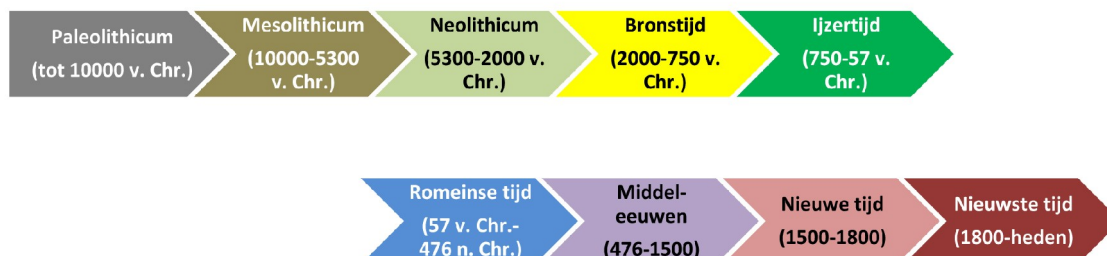 Paleolithicum
(tot 10000 v. Chr.)
Mesolithicum
(10000-5300
v. Chr.)
Neolithicum
(5300-2000 v.
Chr.)
Bronstijd
(2000-750 v.
Chr.)
Ijzertijd
(750-57 v.
Chr.)
Romeinse tijd
(57 v. Chr.-
476 n. Chr.)
Middel-
eeuwen
(476-1500)
Nieuwe tijd
(1500-1800)
Nieuwste tijd
(1800-heden)